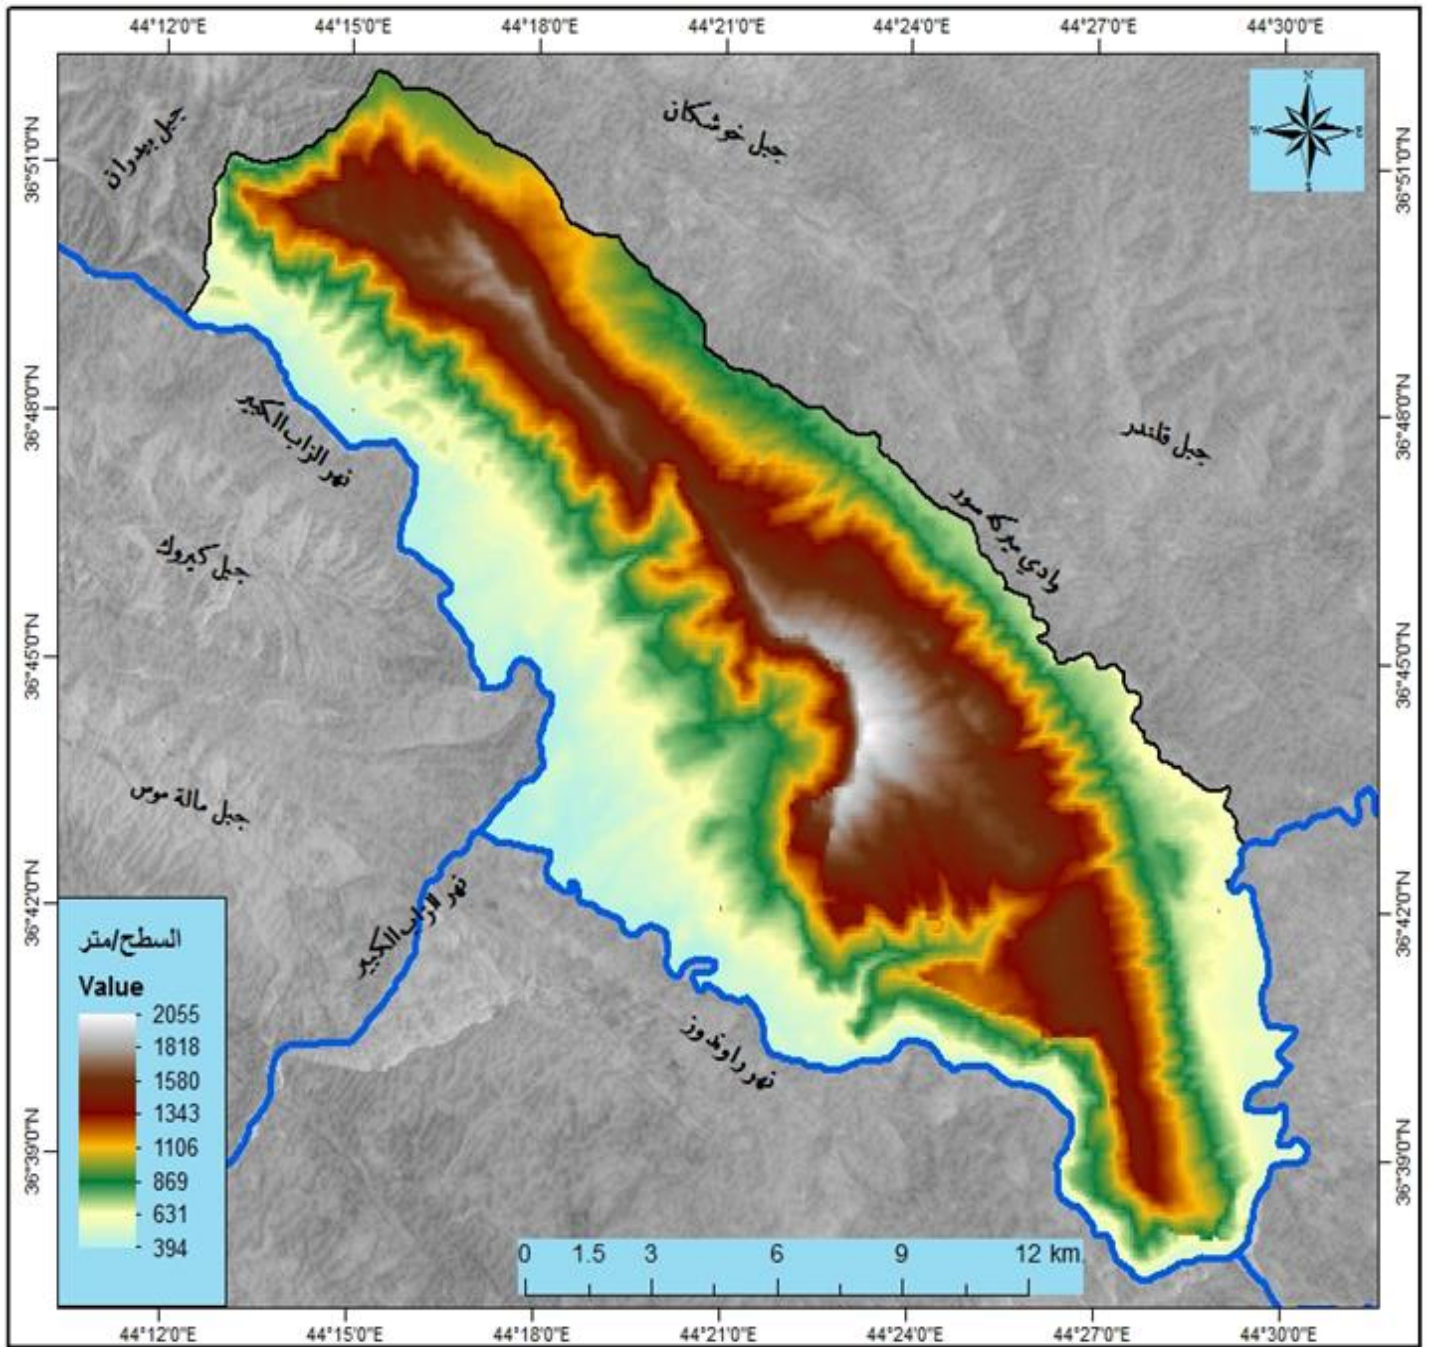 44°12'0"E 44°15'0"E 44°18'0"E 44°21'0"E 44°24'0"E 44°27'0"E 44°30'0"E
N
W E
S
جبل بيدران
جبل خوشكان
36°51'0"N
36°51'0"N
نهر الزاب الكبير
36°48'0"N
36°48'0"N
جبل قلندر
وادي ميركه سور
جبل كيروك
36°45'0"N
36°45'0"N
جبل مالة موس
نهر الزاب الكبير
36°42'0"N
36°42'0"N
نهر راوندوز
36°39'0"N
36°39'0"N
السطح/متر
Value
2055
1818
1580
1343
1106
869
631
394
0 1.5 3 6 9 12 km
44°12'0"E 44°15'0"E 44°18'0"E 44°21'0"E 44°24'0"E 44°27'0"E 44°30'0"E